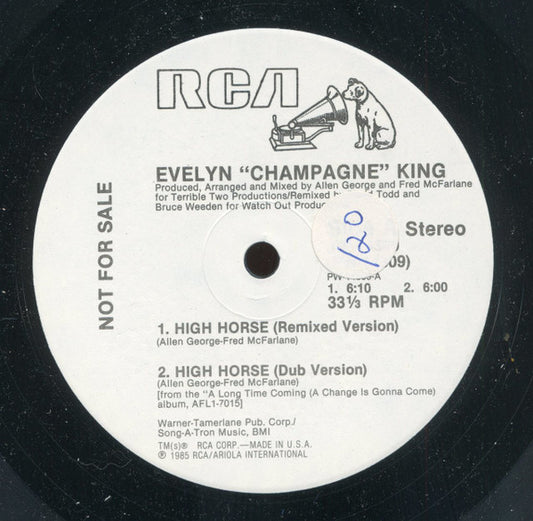 RCA
EVELYN "CHAMPAGNE" KING
Produced, Arranged and Mixed by Allen George and Fred McFarlane
for Terrible Two Productions/Remixed Todd and
Bruce Weeden for Watch Out
120
Stereo
09)
1. 6:10 2. 6:00
33⅓ RPM
NOT FOR SALE
1. HIGH HORSE (Remixed Version)
(Allen George-Fred McFarlane)
2. HIGH HORSE (Dub Version)
(Allen George-Fred McFarlane)
[from the "A Long Time Coming (A Change Is Gonna Come)
album, AFL1-7015]
Warner-Tamerlane Pub. Corp./
Song-A-Tron Music, BMI
TM(s)® RCA CORP.—MADE IN U.S.A.
℗ 1985 RCA/ARIOLA INTERNATIONAL